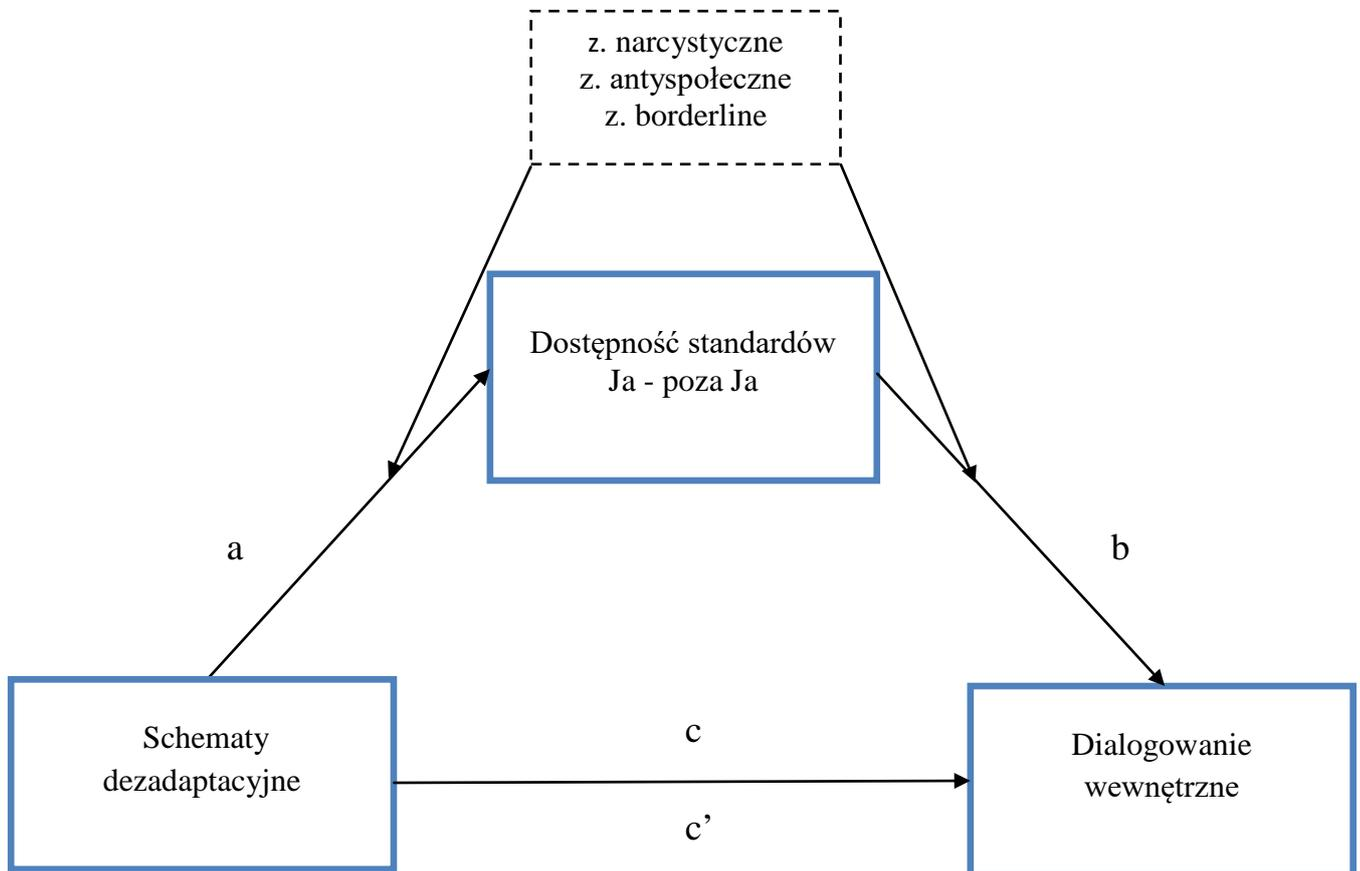 z. narcystyczne
z. antyspołeczne
z. borderline
Dostępność standardów
Ja - poza Ja
a
b
Schematy
dezadaptacyjne
c
c’
Dialogowanie
wewnętrzne